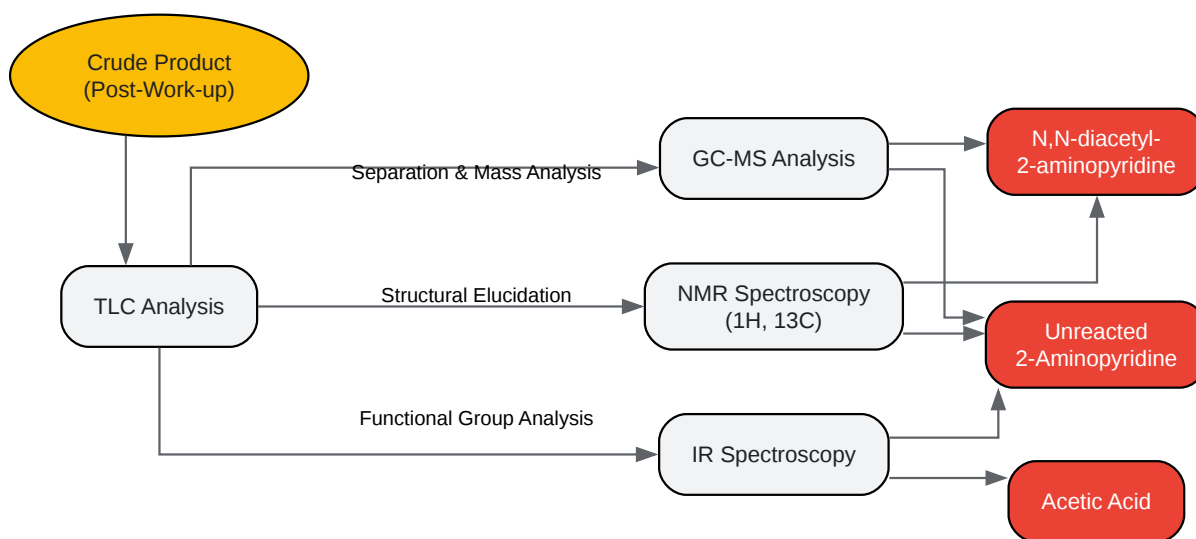 Crude Product
(Post-Work-up)
Separation & Mass Analysis
GC-MS Analysis
N,N-diacetyl-
2-aminopyridine
TLC Analysis
Structural Elucidation
NMR Spectroscopy
(1H, 13C)
Unreacted
2-Aminopyridine
Functional Group Analysis
IR Spectroscopy
Acetic Acid